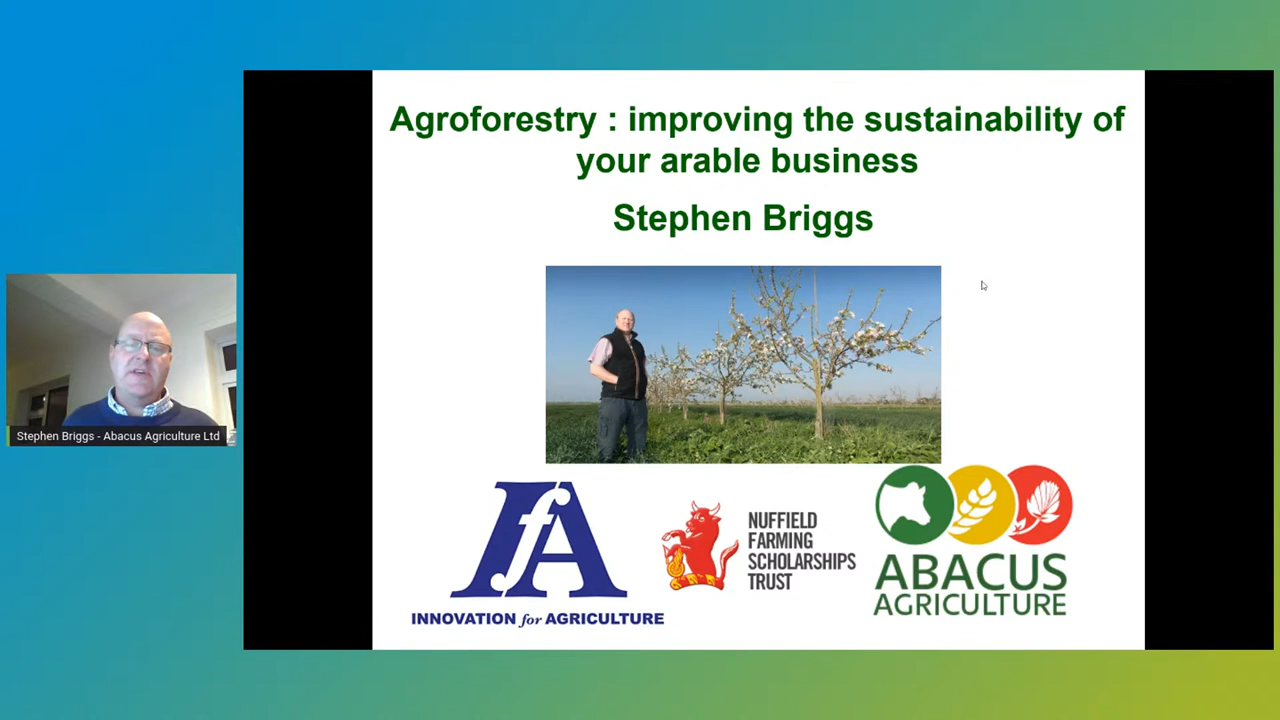 Agroforestry : improving the sustainability of
your arable business
Stephen Briggs
Stephen Briggs - Abacus Agriculture Ltd
fA
INNOVATION for AGRICULTURE
NUFFIELD
FARMING
SCHOLARSHIPS
TRUST
ABACUS
AGRICULTURE